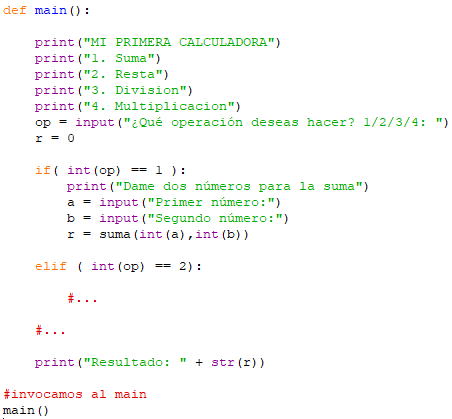 def main():
print("MI PRIMERA CALCULADORA")
print("1. Suma")
print("2. Resta")
print("3. Division")
print("4. Multiplicacion")
op = input("¿Qué operación deseas hacer? 1/2/3/4: ")
r = 0
if( int(op) == 1 ):
print("Dame dos números para la suma")
a = input("Primer número:")
b = input("Segundo número:")
r = suma(int(a),int(b))
elif ( int(op) == 2):
#...
#...
print("Resultado: " + str(r))
#invocamos al main
main()